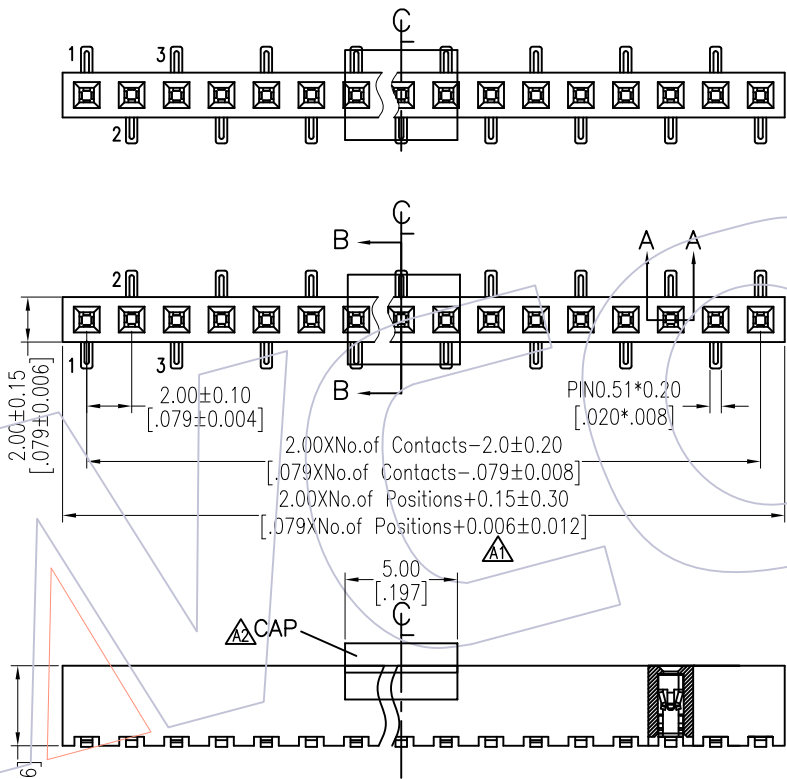 C
L
1
3
2
C
L
B
A
A
2
1
3
B
2.00±0.15
[.079±0.006]
2.00±0.10
[.079±0.004]
PIN0.51*0.20
[.020*.008]
2.00XNo.of Contacts-2.0±0.20
[.079XNo.of Contacts-.079±0.008]
2.00XNo.of Positions+0.15±0.30
[.079XNo.of Positions+0.006±0.012]
A1
5.00
[.197]
C
L
A2 CAP
6]